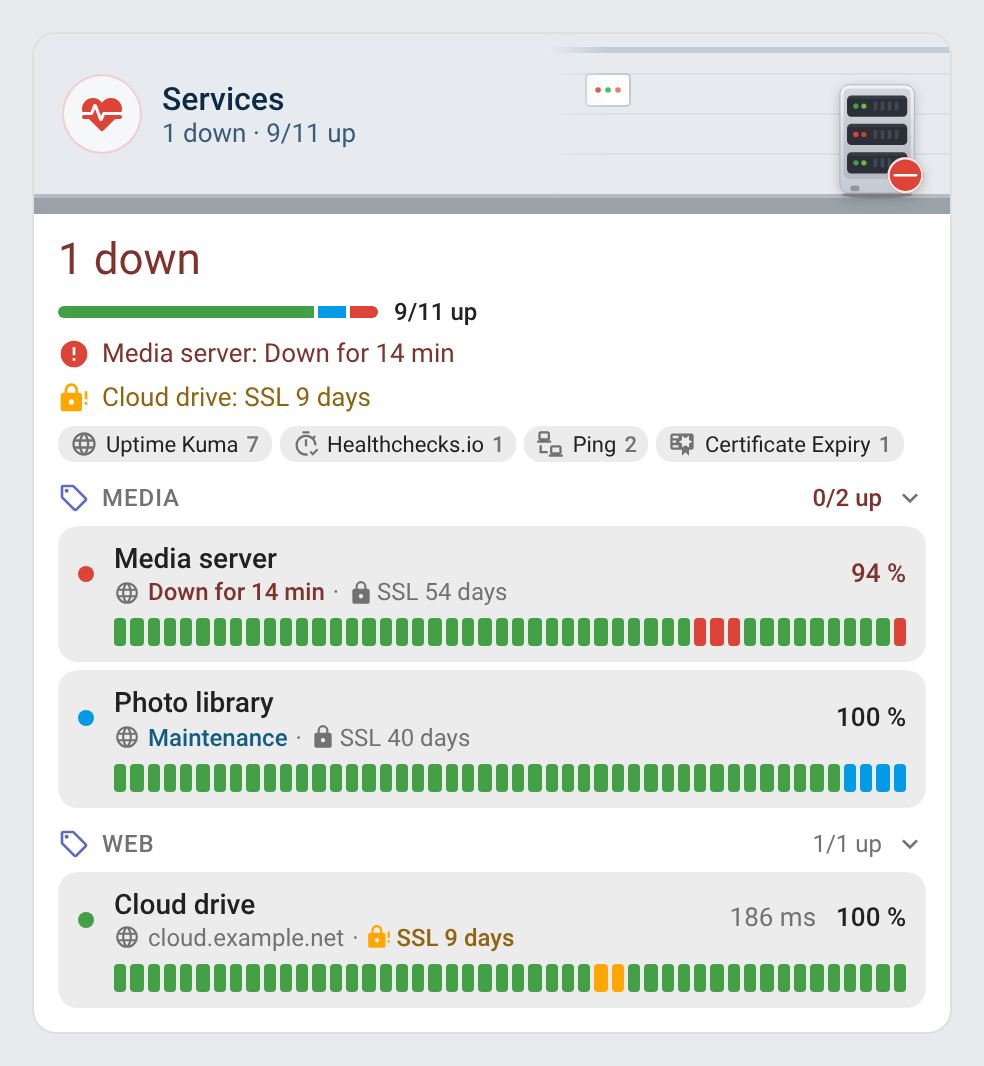 Services
1 down · 9/11 up
1 down
9/11 up
Media server: Down for 14 min
Cloud drive: SSL 9 days
Uptime Kuma 7 Healthchecks.io 1 Ping 2 Certificate Expiry 1
MEDIA 0/2 up
Media server
94 %
Down for 14 min · SSL 54 days
Photo library
100 %
Maintenance · SSL 40 days
WEB 1/1 up
Cloud drive
186 ms 100 %
cloud.example.net · SSL 9 days